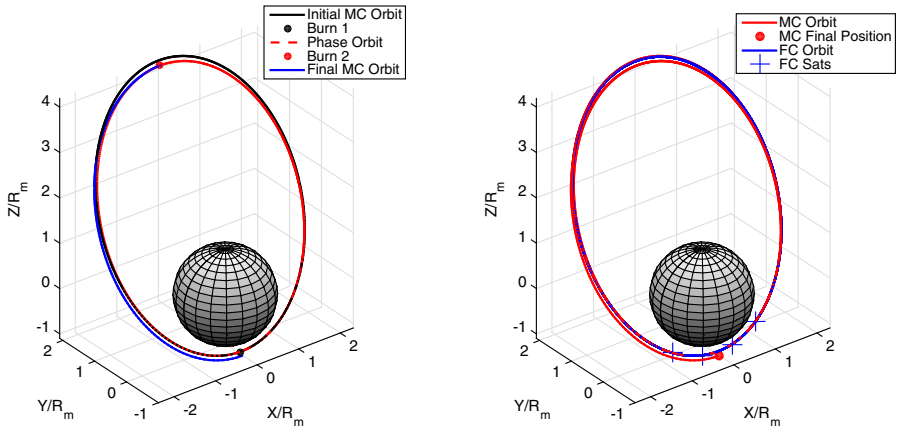 Initial MC Orbit
Burn 1
Phase Orbit
Burn 2
Final MC Orbit
4
3
2
1
0
-1
Z/R_m
2
1
0
-1
Y/R_m
-2
-1
0
1
2
X/R_m
MC Orbit
MC Final Position
FC Orbit
FC Sats
4
3
2
1
0
-1
Z/R_m
2
1
0
-1
Y/R_m
-2
-1
0
1
2
X/R_m